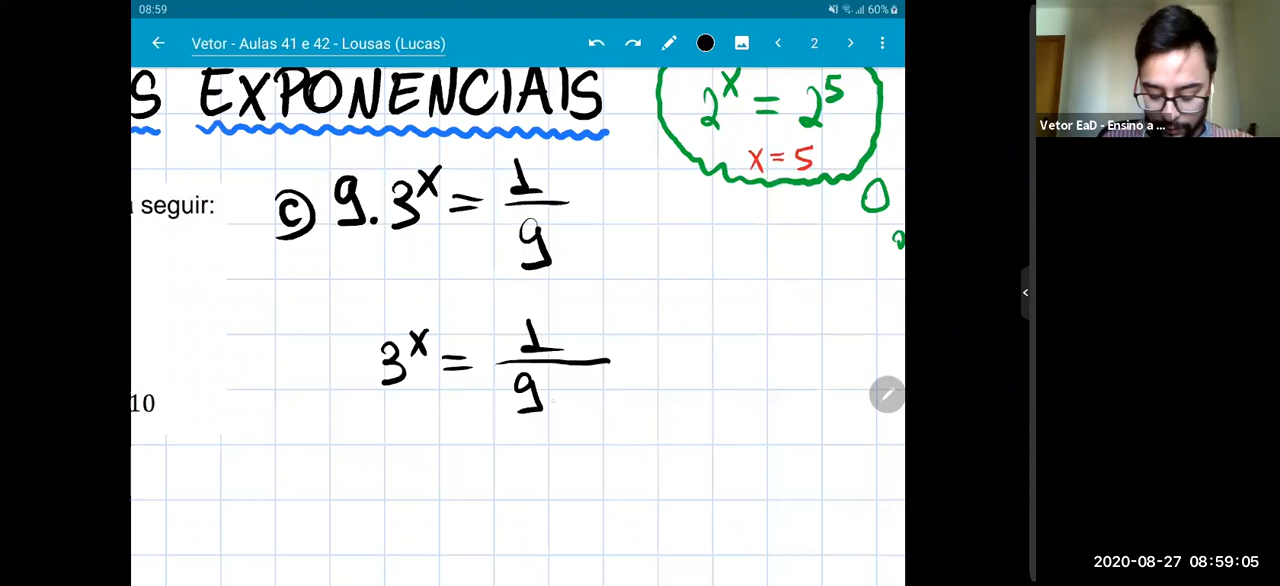 08:59
60%
Vetor - Aulas 41 e 42 - Lousas (Lucas)
2
S EXPONENCIAIS
2^x = 2^5
x = 5
a seguir:
c 9.3^x = 1/9
3^x = 1/9
10
Vetor EaD - Ensino a ...
2020-08-27 08:59:05